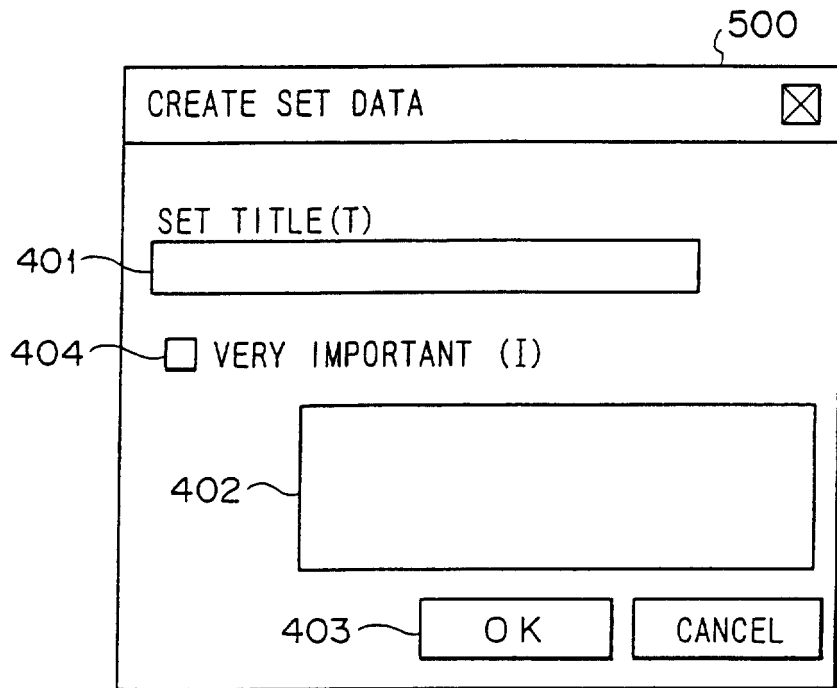 500
CREATE SET DATA
SET TITLE(T)
401
404 VERY IMPORTANT (I)
402
403 OK CANCEL